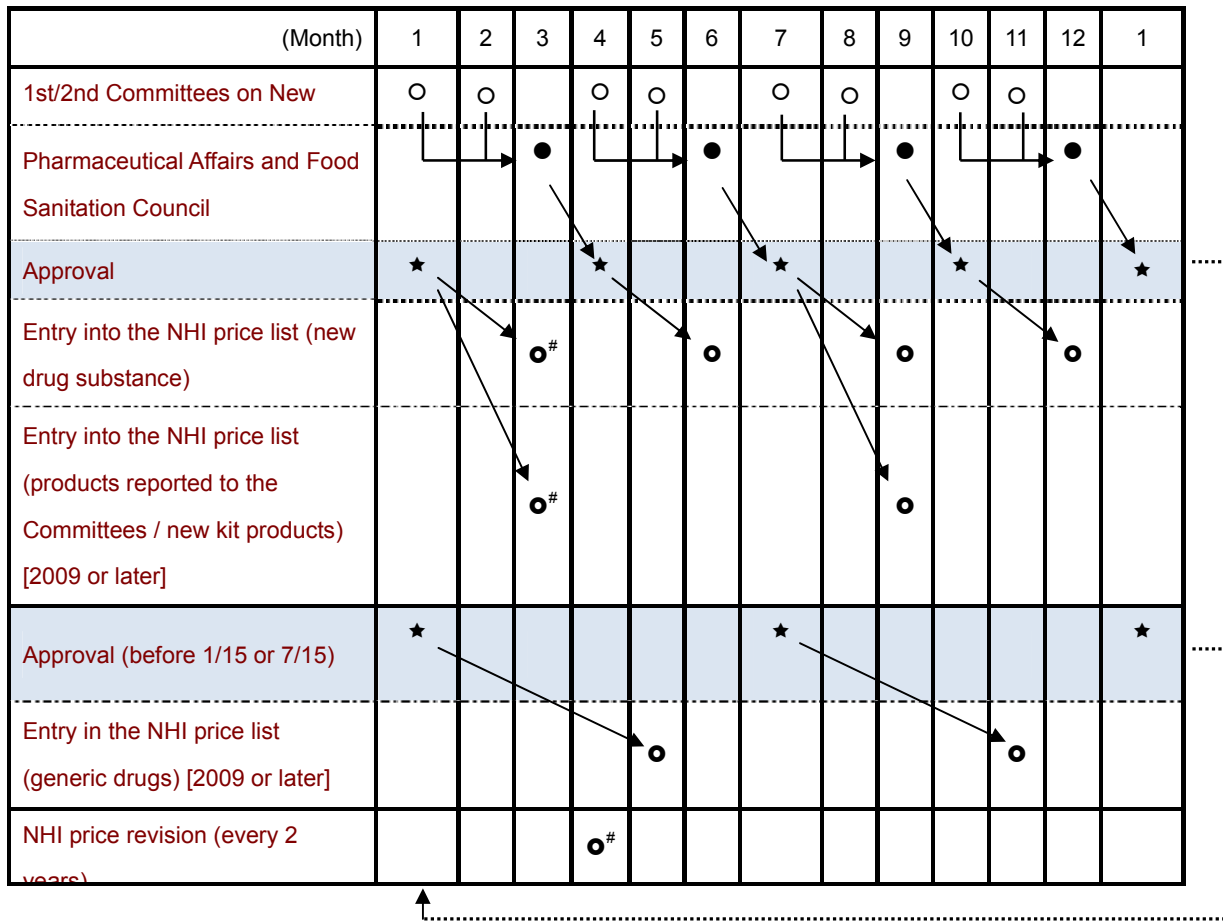 (Month) 1 2 3 4 5 6 7 8 9 10 11 12 1
1st/2nd Committees on New
Pharmaceutical Affairs and Food
Sanitation Council
Approval
Entry into the NHI price list (new
drug substance)
#
Entry into the NHI price list
(products reported to the
Committees / new kit products)
[2009 or later]
#
Approval (before 1/15 or 7/15)
Entry in the NHI price list
(generic drugs) [2009 or later]
NHI price revision (every 2
years)
#